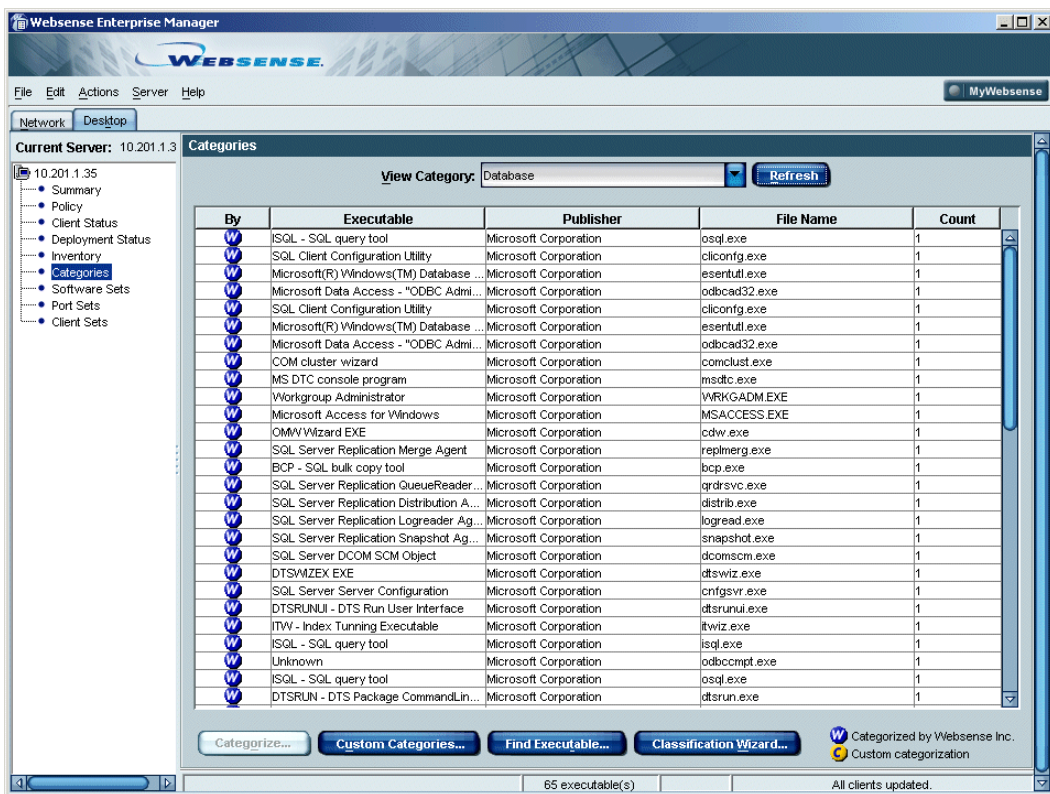 Websense Enterprise Manager
WEBSENSE.
File Edit Actions Server Help
MyWebsense
Network Desktop
Current Server: 10.201.1.3
Categories
10.201.1.35
Summary
Policy
Client Status
Deployment Status
Inventory
Categories
Software Sets
Port Sets
Client Sets
View Category: Database Refresh
By Executable Publisher File Name Count
W ISQL - SQL query tool Microsoft Corporation osql.exe 1
W SQL Client Configuration Utility Microsoft Corporation cliconfg.exe 1
W Microsoft(R) Windows(TM) Database ... Microsoft Corporation esentutl.exe 1
W Microsoft Data Access - "ODBC Admi... Microsoft Corporation odbcad32.exe 1
W SQL Client Configuration Utility Microsoft Corporation cliconfg.exe 1
W Microsoft(R) Windows(TM) Database ... Microsoft Corporation esentutl.exe 1
W Microsoft Data Access - "ODBC Admi... Microsoft Corporation odbcad32.exe 1
W COM cluster wizard Microsoft Corporation comclust.exe 1
W MS DTC console program Microsoft Corporation msdtc.exe 1
W Workgroup Administrator Microsoft Corporation WRKGADM.EXE 1
W Microsoft Access for Windows Microsoft Corporation MSACCESS.EXE 1
W OMW Wizard EXE Microsoft Corporation cdw.exe 1
W SQL Server Replication Merge Agent Microsoft Corporation replmerg.exe 1
W BCP - SQL bulk copy tool Microsoft Corporation bcp.exe 1
W SQL Server Replication QueueReader... Microsoft Corporation qrdrsvc.exe 1
W SQL Server Replication Distribution A... Microsoft Corporation distrib.exe 1
W SQL Server Replication Logreader Ag... Microsoft Corporation logread.exe 1
W SQL Server Replication Snapshot Ag... Microsoft Corporation snapshot.exe 1
W SQL Server DCOM SCM Object Microsoft Corporation dcomscm.exe 1
W DTSWIZEX EXE Microsoft Corporation dtswiz.exe 1
W SQL Server Server Configuration Microsoft Corporation cnfgsvr.exe 1
W DTSRUNUI - DTS Run User Interface Microsoft Corporation dtsrunui.exe 1
W ITW - Index Tunning Executable Microsoft Corporation itwiz.exe 1
W ISQL - SQL query tool Microsoft Corporation isql.exe 1
W Unknown Microsoft Corporation odbccmpt.exe 1
W ISQL - SQL query tool Microsoft Corporation osql.exe 1
W DTSRUN - DTS Package CommandLin... Microsoft Corporation dtsrun.exe 1
Categorize... Custom Categories... Find Executable... Classification Wizard...
W Categorized by Websense Inc.
C Custom categorization
65 executable(s) All clients updated.